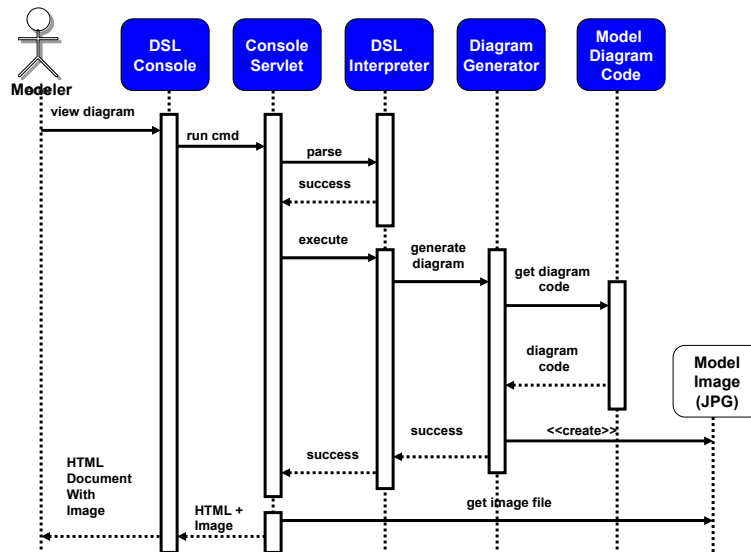 DSL
Console
Console
Servlet
DSL
Interpreter
Diagram
Generator
Model
Diagram
Code
Modeler
view diagram
run cmd
parse
success
execute
generate
diagram
get diagram
code
diagram
code
Model
Image
(JPG)
<<create>>
success
success
HTML
Document
With
Image
HTML +
Image
get image file